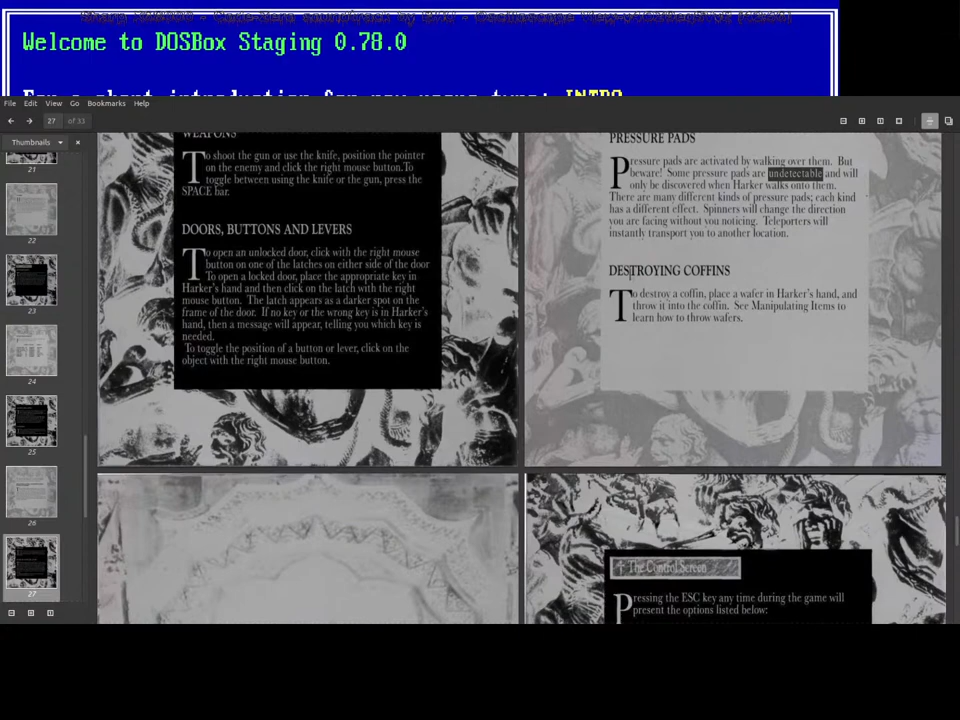 Welcome to DOSBox Staging 0.78.0
For a short introduction for new users type: INTRO
File Edit View Go Bookmarks Help
27 of 33
Thumbnails
21
22
23
24
25
26
27
WEAPONS
To shoot the gun or use the knife, position the pointer
on the enemy and click the right mouse button.To
toggle between using the knife or the gun, press the
SPACE bar.
DOORS, BUTTONS AND LEVERS
To open an unlocked door, click with the right mouse
button on one of the latches on either side of the door
To open a locked door, place the appropriate key in
Harker's hand and then click on the latch with the right
mouse button. The latch appears as a darker spot on the
frame of the door. If no key or the wrong key is in Harker's
hand, then a message will appear, telling you which key is
needed.
To toggle the position of a button or lever, click on the
object with the right mouse button.
PRESSURE PADS
Pressure pads are activated by walking over them. But
beware! Some pressure pads are undetectable and will
only be discovered when Harker walks onto them.
There are many different kinds of pressure pads; each kind
has a different effect. Spinners will change the direction
you are facing without you noticing. Teleporters will
instantly transport you to another location.
DESTROYING COFFINS
To destroy a coffin, place a wafer in Harker's hand, and
throw it into the coffin. See Manipulating Items to
learn how to throw wafers.
The Control Screen
Pressing the ESC key any time during the game will
present the options listed below: